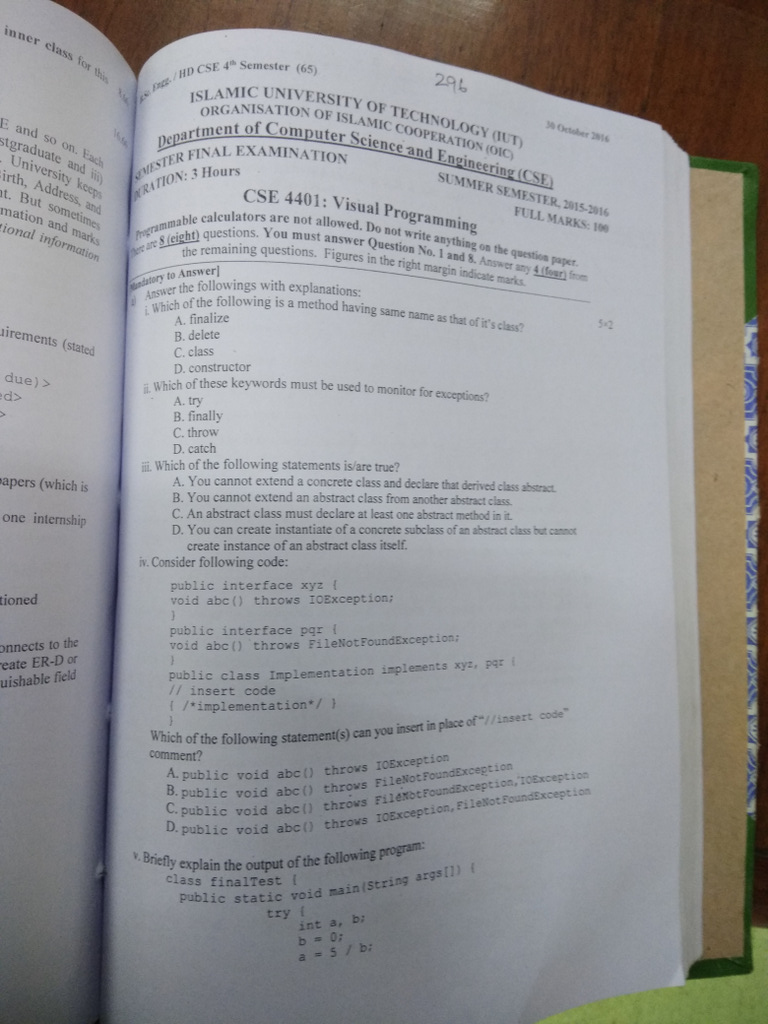 inner class for this
E and so on. Each
stgraduate and iii)
University keeps
irth, Address, and
nt. But sometimes
mation and marks
tional information
uirements (stated
due)>
ed>
>
apers (which is
one internship
tioned
onnects to the
reate ER-D or
uishable field
296
Engg. / HD CSE 4th Semester (65)
30 October 2016
ISLAMIC UNIVERSITY OF TECHNOLOGY (IUT)
ORGANISATION OF ISLAMIC COOPERATION (OIC)
Department of Computer Science and Engineering (CSE)
SEMESTER FINAL EXAMINATION
SUMMER SEMESTER, 2015-2016
DURATION: 3 Hours
FULL MARKS: 100
CSE 4401: Visual Programming
Programmable calculators are not allowed. Do not write anything on the question paper.
There are 8 (eight) questions. You must answer Question No. 1 and 8. Answer any 4 (four) from
the remaining questions. Figures in the right margin indicate marks.
Mandatory to Answer]
a) Answer the followings with explanations: 5×2
i. Which of the following is a method having same name as that of it's class?
A. finalize
B. delete
C. class
D. constructor
ii. Which of these keywords must be used to monitor for exceptions?
A. try
B. finally
C. throw
D. catch
iii. Which of the following statements is/are true?
A. You cannot extend a concrete class and declare that derived class abstract.
B. You cannot extend an abstract class from another abstract class.
C. An abstract class must declare at least one abstract method in it.
D. You can create instantiate of a concrete subclass of an abstract class but cannot
create instance of an abstract class itself.
iv. Consider following code:
public interface xyz {
void abc() throws IOException;
}
public interface pqr {
void abc() throws FileNotFoundException;
}
public class Implementation implements xyz, pqr {
// insert code
{ /*implementation*/ }
}
Which of the following statement(s) can you insert in place of "//insert code"
comment?
A. public void abc() throws IOException
B. public void abc() throws FileNotFoundException
C. public void abc() throws FileNotFoundException, IOException
D. public void abc() throws IOException, FileNotFoundException
v. Briefly explain the output of the following program:
class finalTest {
public static void main(String args[]) {
try {
int a, b;
b = 0;
a = 5 / b;